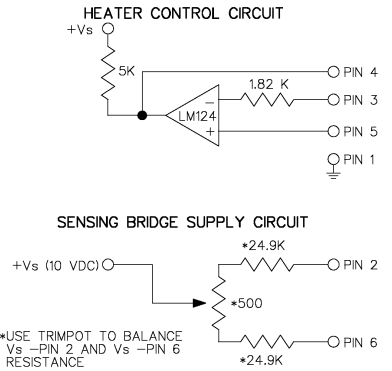 HEATER CONTROL CIRCUIT
+Vs
5K
PIN 4
1.82 K
PIN 3
LM124
−
+
PIN 5
PIN 1
SENSING BRIDGE SUPPLY CIRCUIT
*24.9K
+Vs (10 VDC)
PIN 2
*500
*USE TRIMPOT TO BALANCE
Vs −PIN 2 AND Vs −PIN 6
RESISTANCE
PIN 6
*24.9K